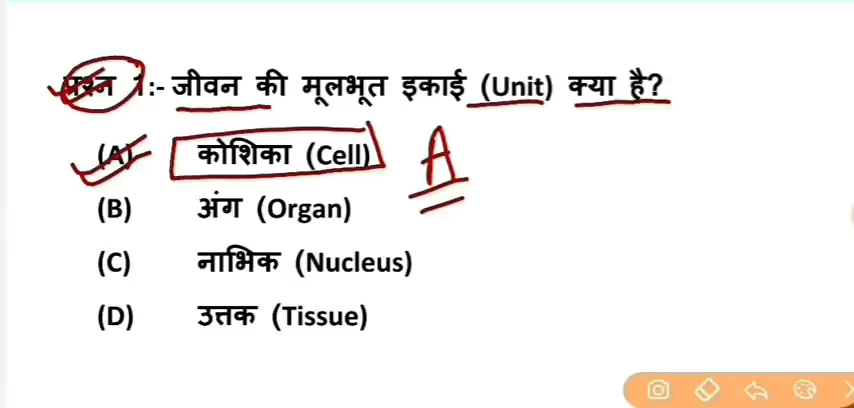 प्रश्न 1:- जीवन की मूलभूत इकाई (Unit) क्या है?
(A) कोशिका (Cell) A
(B) अंग (Organ)
(C) नाभिक (Nucleus)
(D) उत्तक (Tissue)